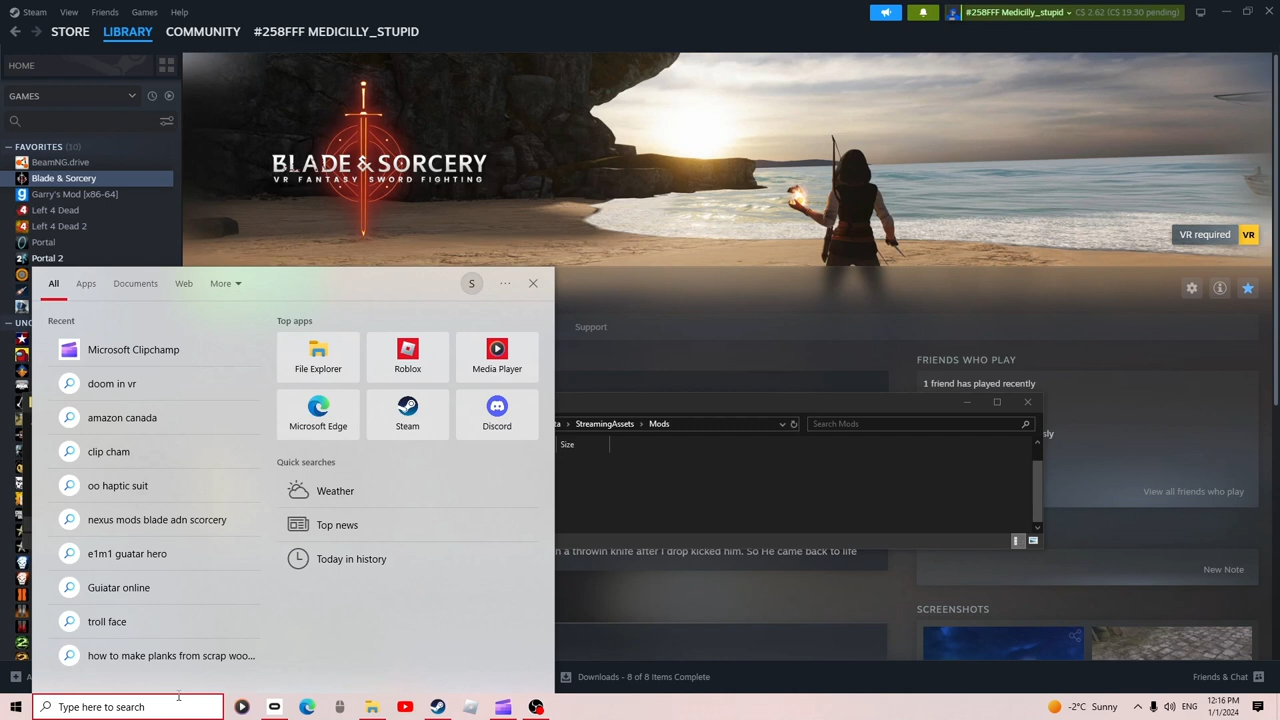 Steam View Friends Games Help
#258FFF Medicilly_stupid C$ 2.62 (C$ 19.30 pending)
STORE LIBRARY COMMUNITY #258FFF MEDICILLY_STUPID
HOME
GAMES
FAVORITES (10)
BeamNG.drive
Blade & Sorcery
Garry's Mod [x86-64]
Left 4 Dead
Left 4 Dead 2
Portal
Portal 2
UNC
BLADE & SORCERY
VR FANTASY SWORD FIGHTING
VR required VR
Support
FRIENDS WHO PLAY
1 friend has played recently
View all friends who play
New Note
SCREENSHOTS
ta > StreamingAssets > Mods
Search Mods
Size
n a throwin knife after I drop kicked him. So He came back to life
All Apps Documents Web More
S
Recent
Microsoft Clipchamp
doom in vr
amazon canada
clip cham
oo haptic suit
nexus mods blade adn scorcery
e1m1 guatar hero
Guiatar online
troll face
how to make planks from scrap woo...
Top apps
File Explorer Roblox Media Player
Microsoft Edge Steam Discord
Quick searches
Weather
Top news
Today in history
Downloads - 8 of 8 Items Complete
Friends & Chat
Type here to search
-2°C Sunny
ENG
12:16 PM
1/1/2024